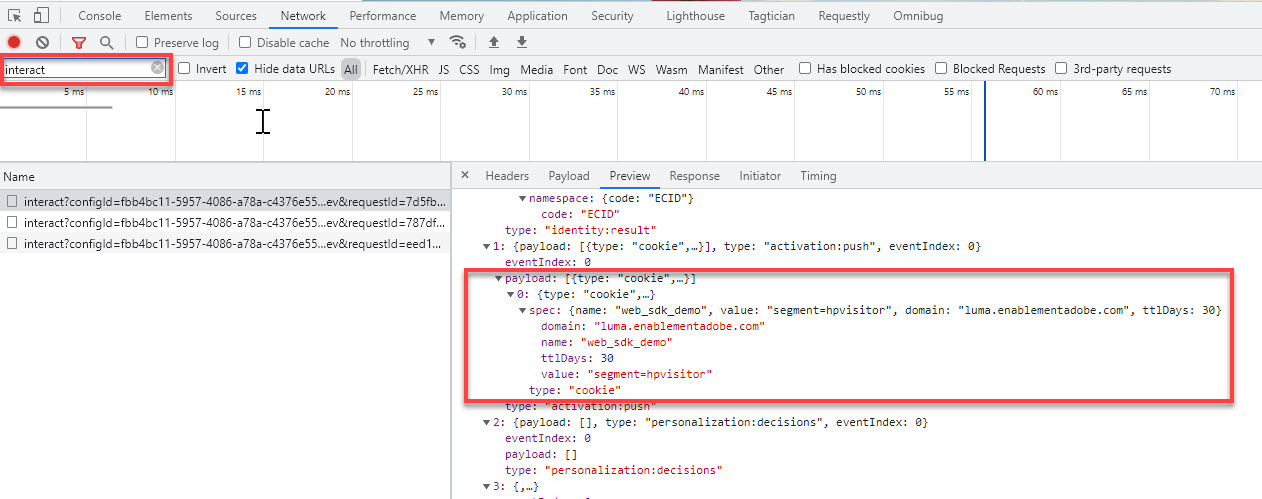 Console Elements Sources Network Performance Memory Application Security Lighthouse Tagtician Requestly Omnibug
Preserve log Disable cache No throttling
interact Invert Hide data URLs All Fetch/XHR JS CSS Img Media Font Doc WS Wasm Manifest Other Has blocked cookies Blocked Requests 3rd-party requests
5 ms 10 ms 15 ms 20 ms 25 ms 30 ms 35 ms 40 ms 45 ms 50 ms 55 ms 60 ms 65 ms 70 ms
Name
interact?configId=fbb4bc11-5957-4086-a78a-c4376e55...ev&requestId=7d5fb...
interact?configId=fbb4bc11-5957-4086-a78a-c4376e55...ev&requestId=787df...
interact?configId=fbb4bc11-5957-4086-a78a-c4376e55...ev&requestId=eed1...
× Headers Payload Preview Response Initiator Timing
▼namespace: {code: "ECID"}
code: "ECID"
type: "identity:result"
▼1: {payload: [{type: "cookie",…}], type: "activation:push", eventIndex: 0}
eventIndex: 0
▼payload: [{type: "cookie",…}]
▼0: {type: "cookie",…}
▼spec: {name: "web_sdk_demo", value: "segment=hpvisitor", domain: "luma.enablementadobe.com", ttlDays: 30}
domain: "luma.enablementadobe.com"
name: "web_sdk_demo"
ttlDays: 30
value: "segment=hpvisitor"
type: "cookie"
type: "activation:push"
▼2: {payload: [], type: "personalization:decisions", eventIndex: 0}
eventIndex: 0
payload: []
type: "personalization:decisions"
▼3: {,…}